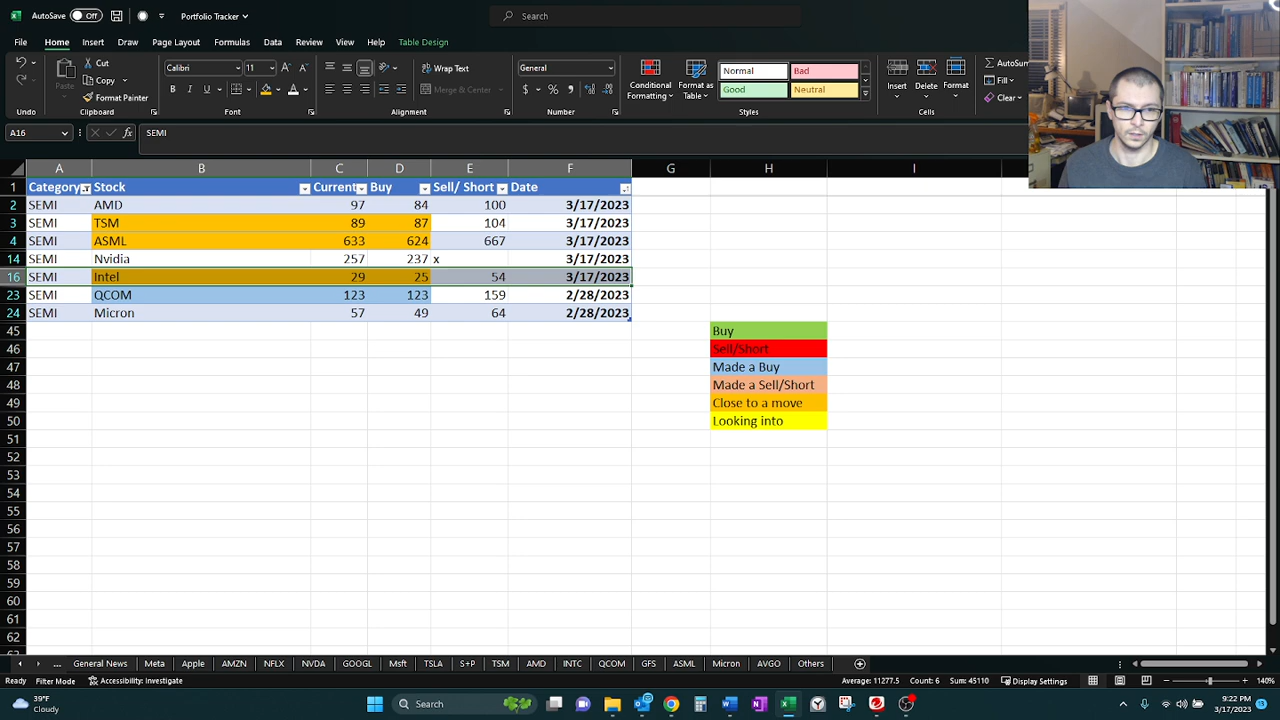 AutoSave Off Portfolio Tracker Search
File Home Insert Draw Page Layout Formulas Data Review View Help Table Design
Cut
Copy
Format Painter
Paste
Calibri 11
B I U
Wrap Text
Merge & Center
General
$ % 9
Conditional Formatting
Format as Table
Normal Bad
Good Neutral
Insert Delete Format
AutoSum
Fill
Clear
Undo Clipboard Font Alignment Number Styles Cells
A16 fx SEMI
A B C D E F G H I
1 Category Stock Current Buy Sell/ Short Date
2 SEMI AMD 97 84 100 3/17/2023
3 SEMI TSM 89 87 104 3/17/2023
4 SEMI ASML 633 624 667 3/17/2023
14 SEMI Nvidia 257 237 x 3/17/2023
16 SEMI Intel 29 25 54 3/17/2023
23 SEMI QCOM 123 123 159 2/28/2023
24 SEMI Micron 57 49 64 2/28/2023
45 Buy
46 Sell/Short
47 Made a Buy
48 Made a Sell/Short
49 Close to a move
50 Looking into
51
52
53
54
55
56
57
58
59
60
61
62
... General News Meta Apple AMZN NFLX NVDA GOOGL Msft TSLA S+P TSM AMD INTC QCOM GFS ASML Micron AVGO Others
Ready Filter Mode Accessibility: Investigate Average: 11277.5 Count: 6 Sum: 45110 Display Settings 140%
39°F
Cloudy
Search
9:22 PM
3/17/2023